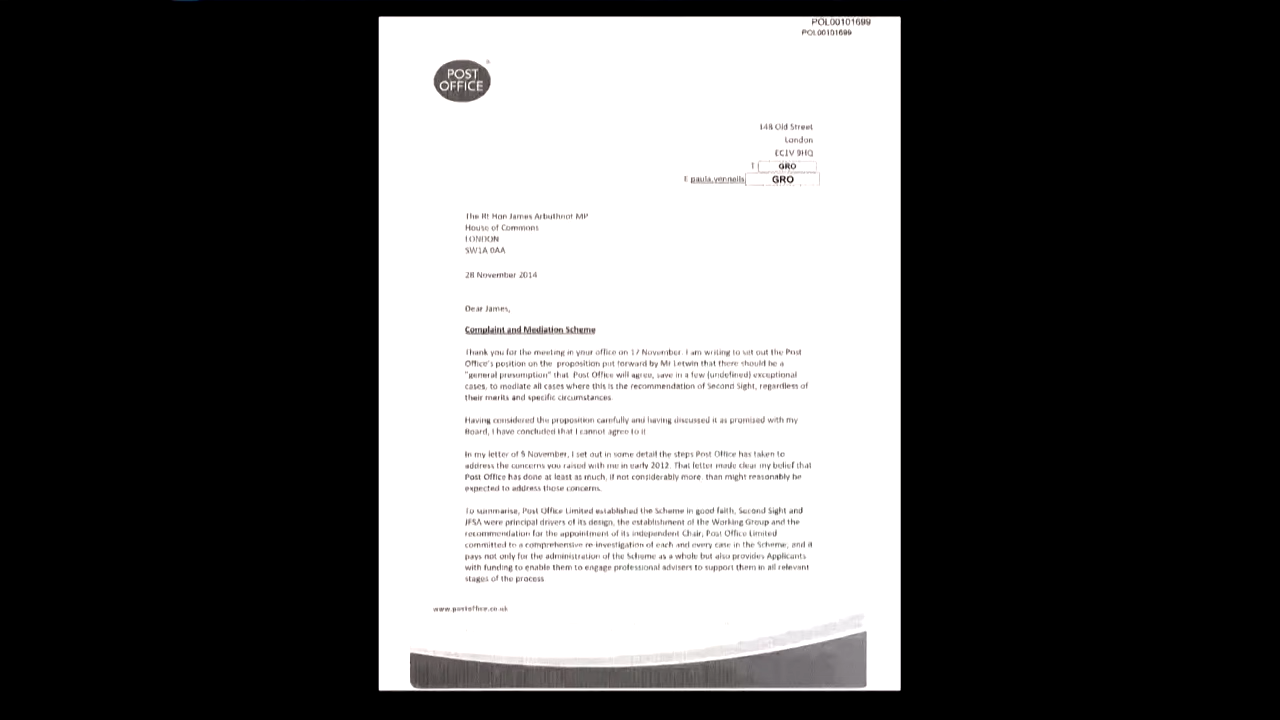 POL00101699
POL00101699
POST
OFFICE
148 Old Street
London
EC1V 9HQ
T GRO
E paula.vennells GRO
The Rt Hon James Arbuthnot MP
House of Commons
LONDON
SW1A 0AA
28 November 2014
Dear James,
Complaint and Mediation Scheme
Thank you for the meeting in your office on 17 November. I am writing to set out the Post
Office's position on the proposition put forward by Mr Letwin that there should be a
"general presumption" that Post Office will agree, save in a few (undefined) exceptional
cases, to mediate all cases where this is the recommendation of Second Sight, regardless of
their merits and specific circumstances.
Having considered the proposition carefully and having discussed it as promised with my
Board, I have concluded that I cannot agree to it
In my letter of 5 November, I set out in some detail the steps Post Office has taken to
address the concerns you raised with me in early 2012. That letter made clear my belief that
Post Office has done at least as much, if not considerably more, than might reasonably be
expected to address those concerns.
To summarise, Post Office Limited established the Scheme in good faith, Second Sight and
JFSA were principal drivers of its design, the establishment of the Working Group and the
recommendation for the appointment of its independent Chair, Post Office Limited
committed to a comprehensive re-investigation of each and every case in the Scheme, and it
pays not only for the administration of the Scheme as a whole but also provides Applicants
with funding to enable them to engage professional advisers to support them in all relevant
stages of the process
www.postoffice.co.uk